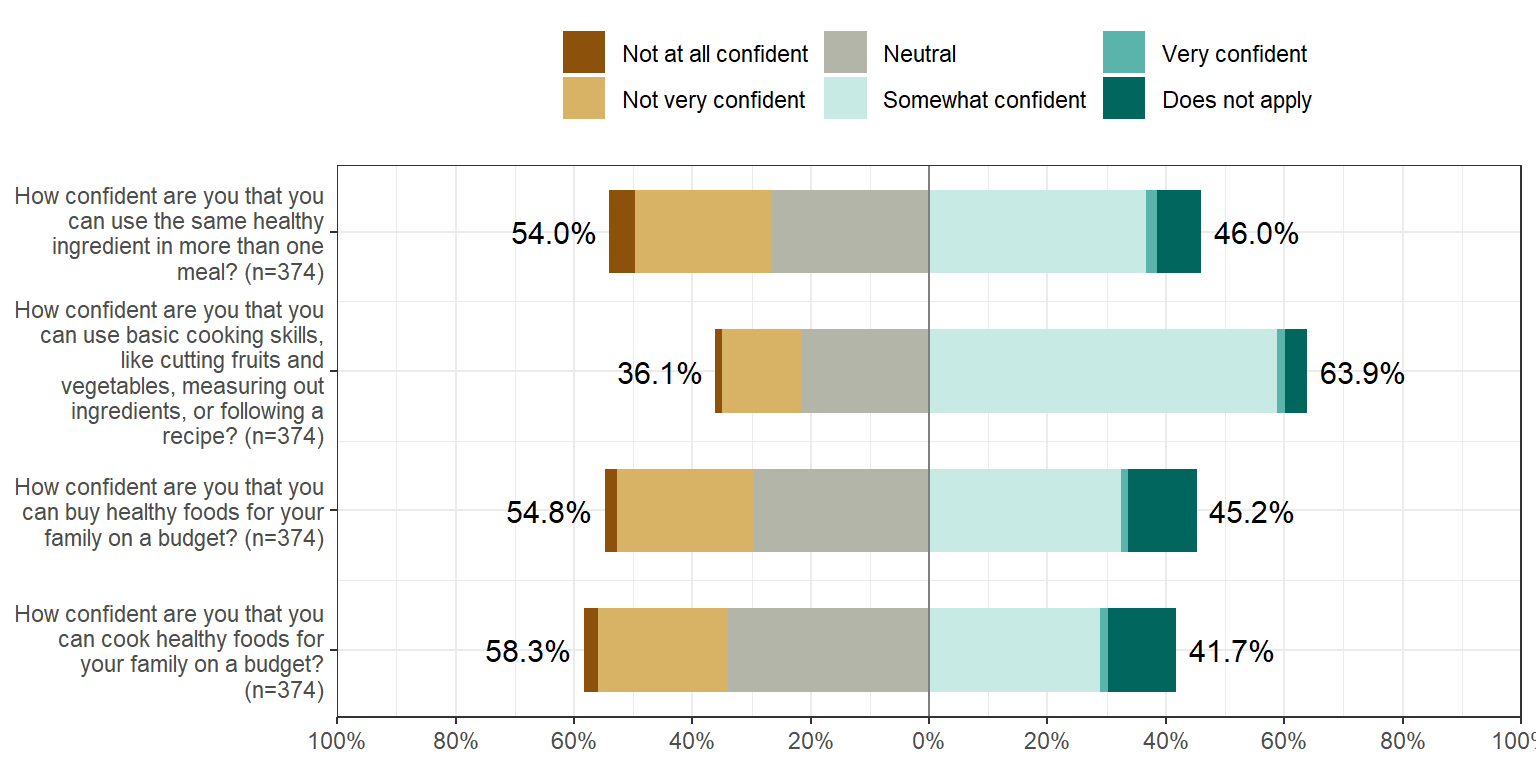 Not at all confident Neutral Very confident
Not very confident Somewhat confident Does not apply
How confident are you that you
can use the same healthy
ingredient in more than one
meal? (n=374)
54.0% 46.0%
How confident are you that you
can use basic cooking skills,
like cutting fruits and
vegetables, measuring out
ingredients, or following a
recipe? (n=374)
36.1% 63.9%
How confident are you that you
can buy healthy foods for your
family on a budget? (n=374)
54.8% 45.2%
How confident are you that you
can cook healthy foods for
your family on a budget?
(n=374)
58.3% 41.7%
100% 80% 60% 40% 20% 0% 20% 40% 60% 80% 100%